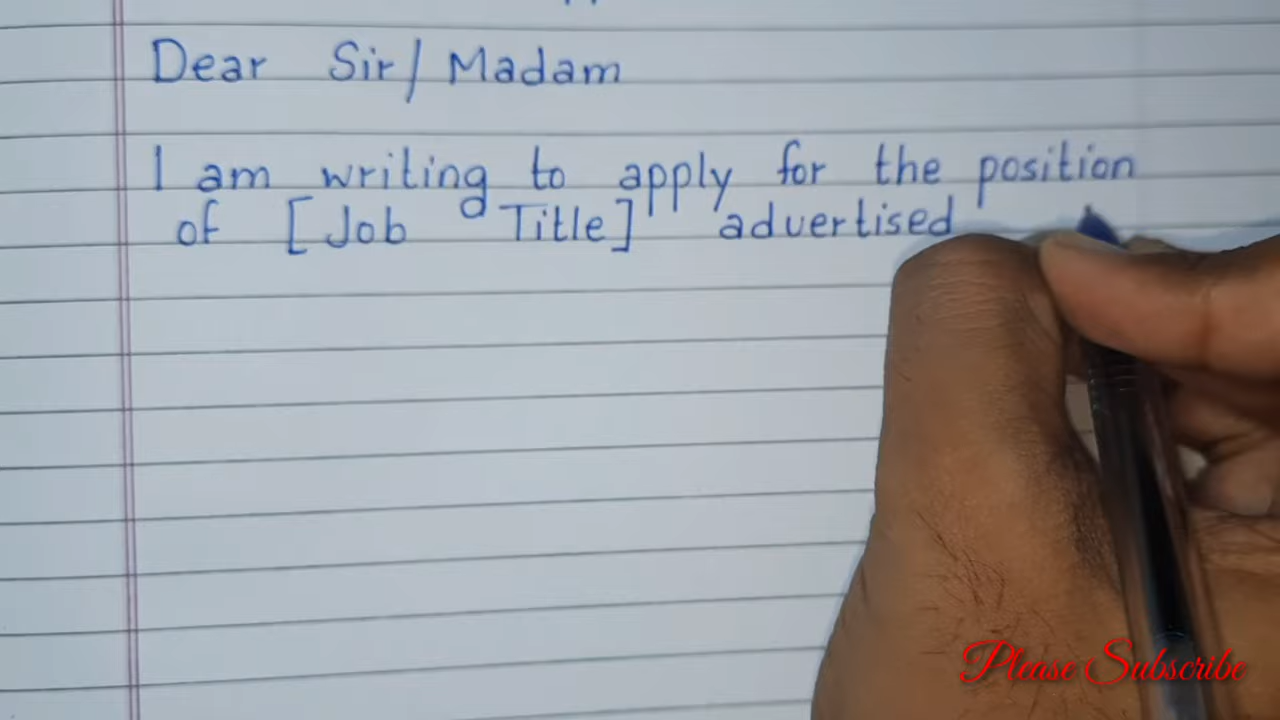 Dear Sir/Madam
I am writing to apply for the position
of [Job Title] advertised
Please Subscribe